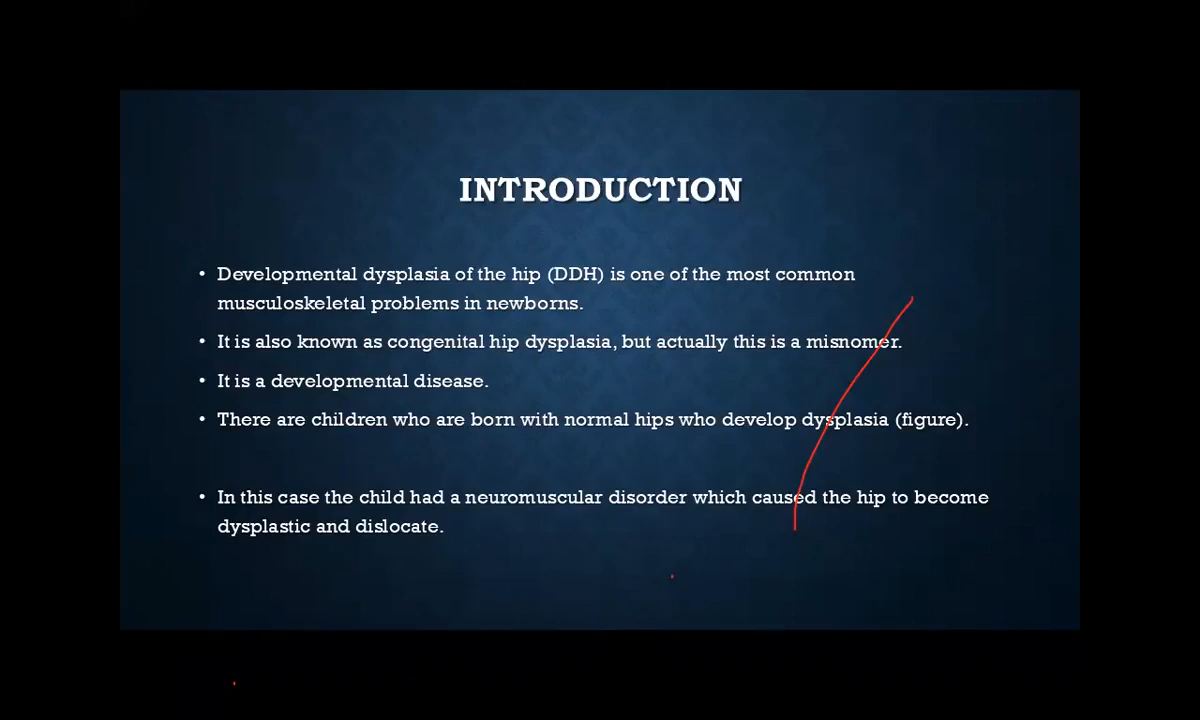 INTRODUCTION
• Developmental dysplasia of the hip (DDH) is one of the most common
musculoskeletal problems in newborns.
• It is also known as congenital hip dysplasia, but actually this is a misnomer.
• It is a developmental disease.
• There are children who are born with normal hips who develop dysplasia (figure).
• In this case the child had a neuromuscular disorder which caused the hip to become
dysplastic and dislocate.